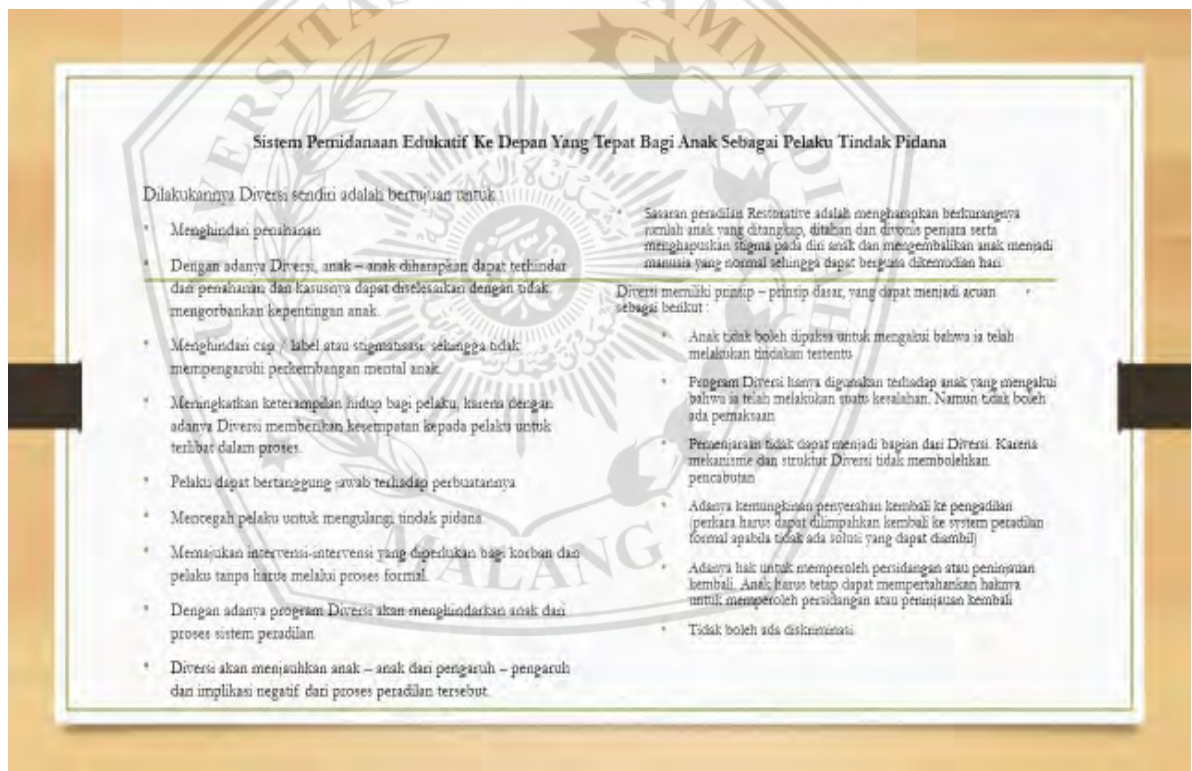 Sistem Pemidanaan Edukatif Ke Depan Yang Tepat Bagi Anak Sebagai Pelaku Tindak Pidana
Dilakukannya Diversi sendiri adalah bertujuan untuk :
• Menghindari penahanan
• Dengan adanya Diversi, anak – anak diharapkan dapat terhindar
dari penahanan dan kasusnya dapat diselesaikan dengan tidak
mengorbankan kepentingan anak.
• Menghindari cap / label atau stigmatisasi, sehingga tidak
mempengaruhi perkembangan mental anak.
• Meningkatkan keterampilan hidup bagi pelaku, karena dengan
adanya Diversi memberikan kesempatan kepada pelaku untuk
terlibat dalam proses.
• Pelaku dapat bertanggung jawab terhadap perbuatannya
• Mencegah pelaku untuk mengulangi tindak pidana
• Memajukan intervensi-intervensi yang diperlukan bagi korban dan
pelaku tanpa harus melalui proses formal.
• Dengan adanya program Diversi akan menghindarkan anak dari
proses sistem peradilan
• Diversi akan menjauhkan anak – anak dari pengaruh – pengaruh
dan implikasi negatif dari proses peradilan tersebut.
• Sasaran peradilan Restorative adalah mengharapkan berkurangnya
jumlah anak yang ditangkap, ditahan dan divonis penjara serta
menghapuskan stigma pada diri anak dan mengembalikan anak menjadi
manusia yang normal sehingga dapat berguna dikemudian hari
Diversi memiliki prinsip – prinsip dasar, yang dapat menjadi acuan
sebagai berikut :
• Anak tidak boleh dipaksa untuk mengakui bahwa ia telah
melakukan tindakan tertentu
• Program Diversi hanya digunakan terhadap anak yang mengakui
bahwa ia telah melakukan suatu kesalahan. Namun tidak boleh
ada pemaksaan
• Pemenjaraan tidak dapat menjadi bagian dari Diversi. Karena
mekanisme dan struktur Diversi tidak membolehkan
pencabutan
• Adanya kemungkinan penyerahan kembali ke pengadilan
(perkara harus dapat dilimpahkan kembali ke system peradilan
formal apabila tidak ada solusi yang dapat diambil)
• Adanya hak untuk memperoleh persidangan atau peninjauan
kembali. Anak harus tetap dapat mempertahankan haknya
untuk memperoleh persidangan atau peninjauan kembali
• Tidak boleh ada diskriminasi
MALANG